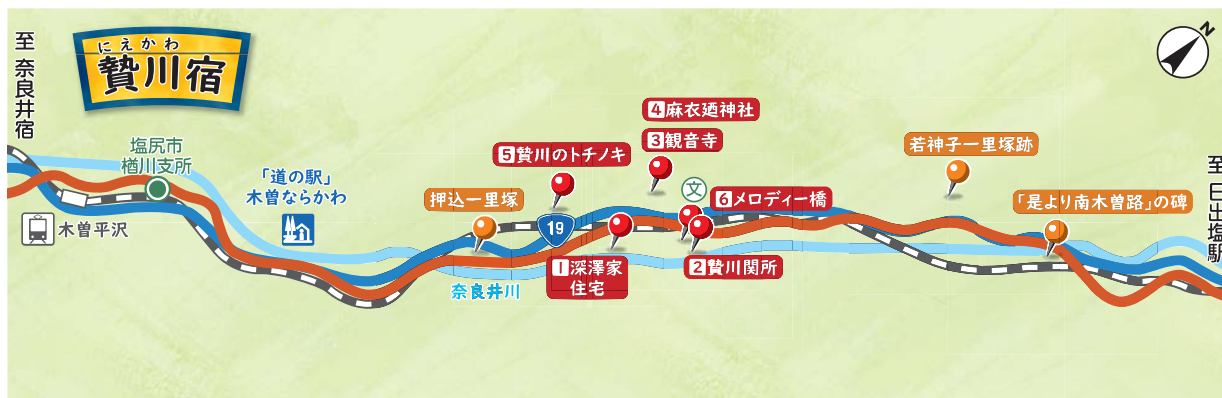 至 奈良井宿
にえかわ
贄川宿
N
塩尻市
楢川支所
木曽平沢
「道の駅」
木曽ならかわ
押込一里塚
奈良井川
5 贄川のトチノキ
19
1 深澤家
住宅
4 麻衣廼神社
3 観音寺
文
6 メロディー橋
2 贄川関所
若神子一里塚跡
「是より南木曽路」の碑
至 日出塩駅